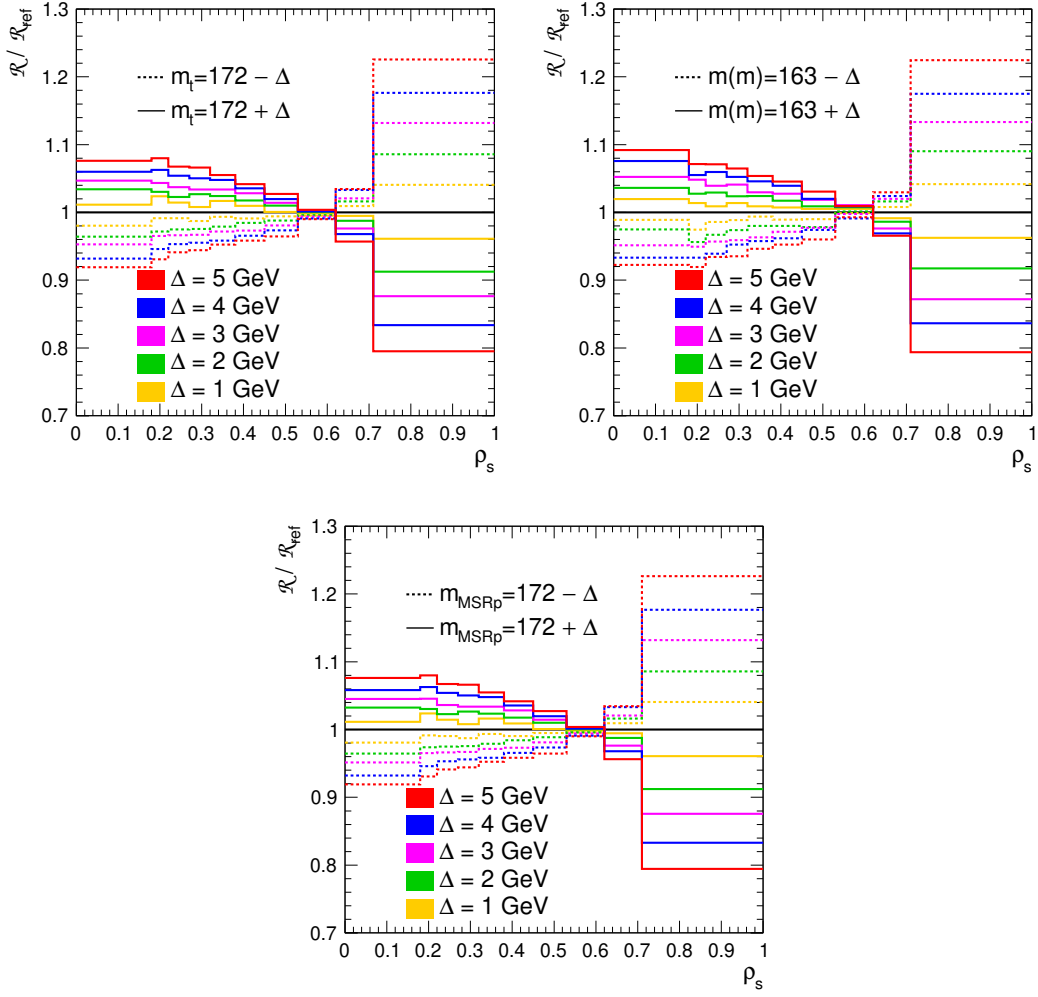 ℛ / ℛref
1.3
1.2
1.1
1
0.9
0.8
0.7
mt=172 − Δ
mt=172 + Δ
Δ = 5 GeV
Δ = 4 GeV
Δ = 3 GeV
Δ = 2 GeV
Δ = 1 GeV
0 0.1 0.2 0.3 0.4 0.5 0.6 0.7 0.8 0.9 1
ρs
ℛ / ℛref
1.3
1.2
1.1
1
0.9
0.8
0.7
m(m)=163 − Δ
m(m)=163 + Δ
Δ = 5 GeV
Δ = 4 GeV
Δ = 3 GeV
Δ = 2 GeV
Δ = 1 GeV
0 0.1 0.2 0.3 0.4 0.5 0.6 0.7 0.8 0.9 1
ρs
ℛ / ℛref
1.3
1.2
1.1
1
0.9
0.8
0.7
mMSRp=172 − Δ
mMSRp=172 + Δ
Δ = 5 GeV
Δ = 4 GeV
Δ = 3 GeV
Δ = 2 GeV
Δ = 1 GeV
0 0.1 0.2 0.3 0.4 0.5 0.6 0.7 0.8 0.9 1
ρs